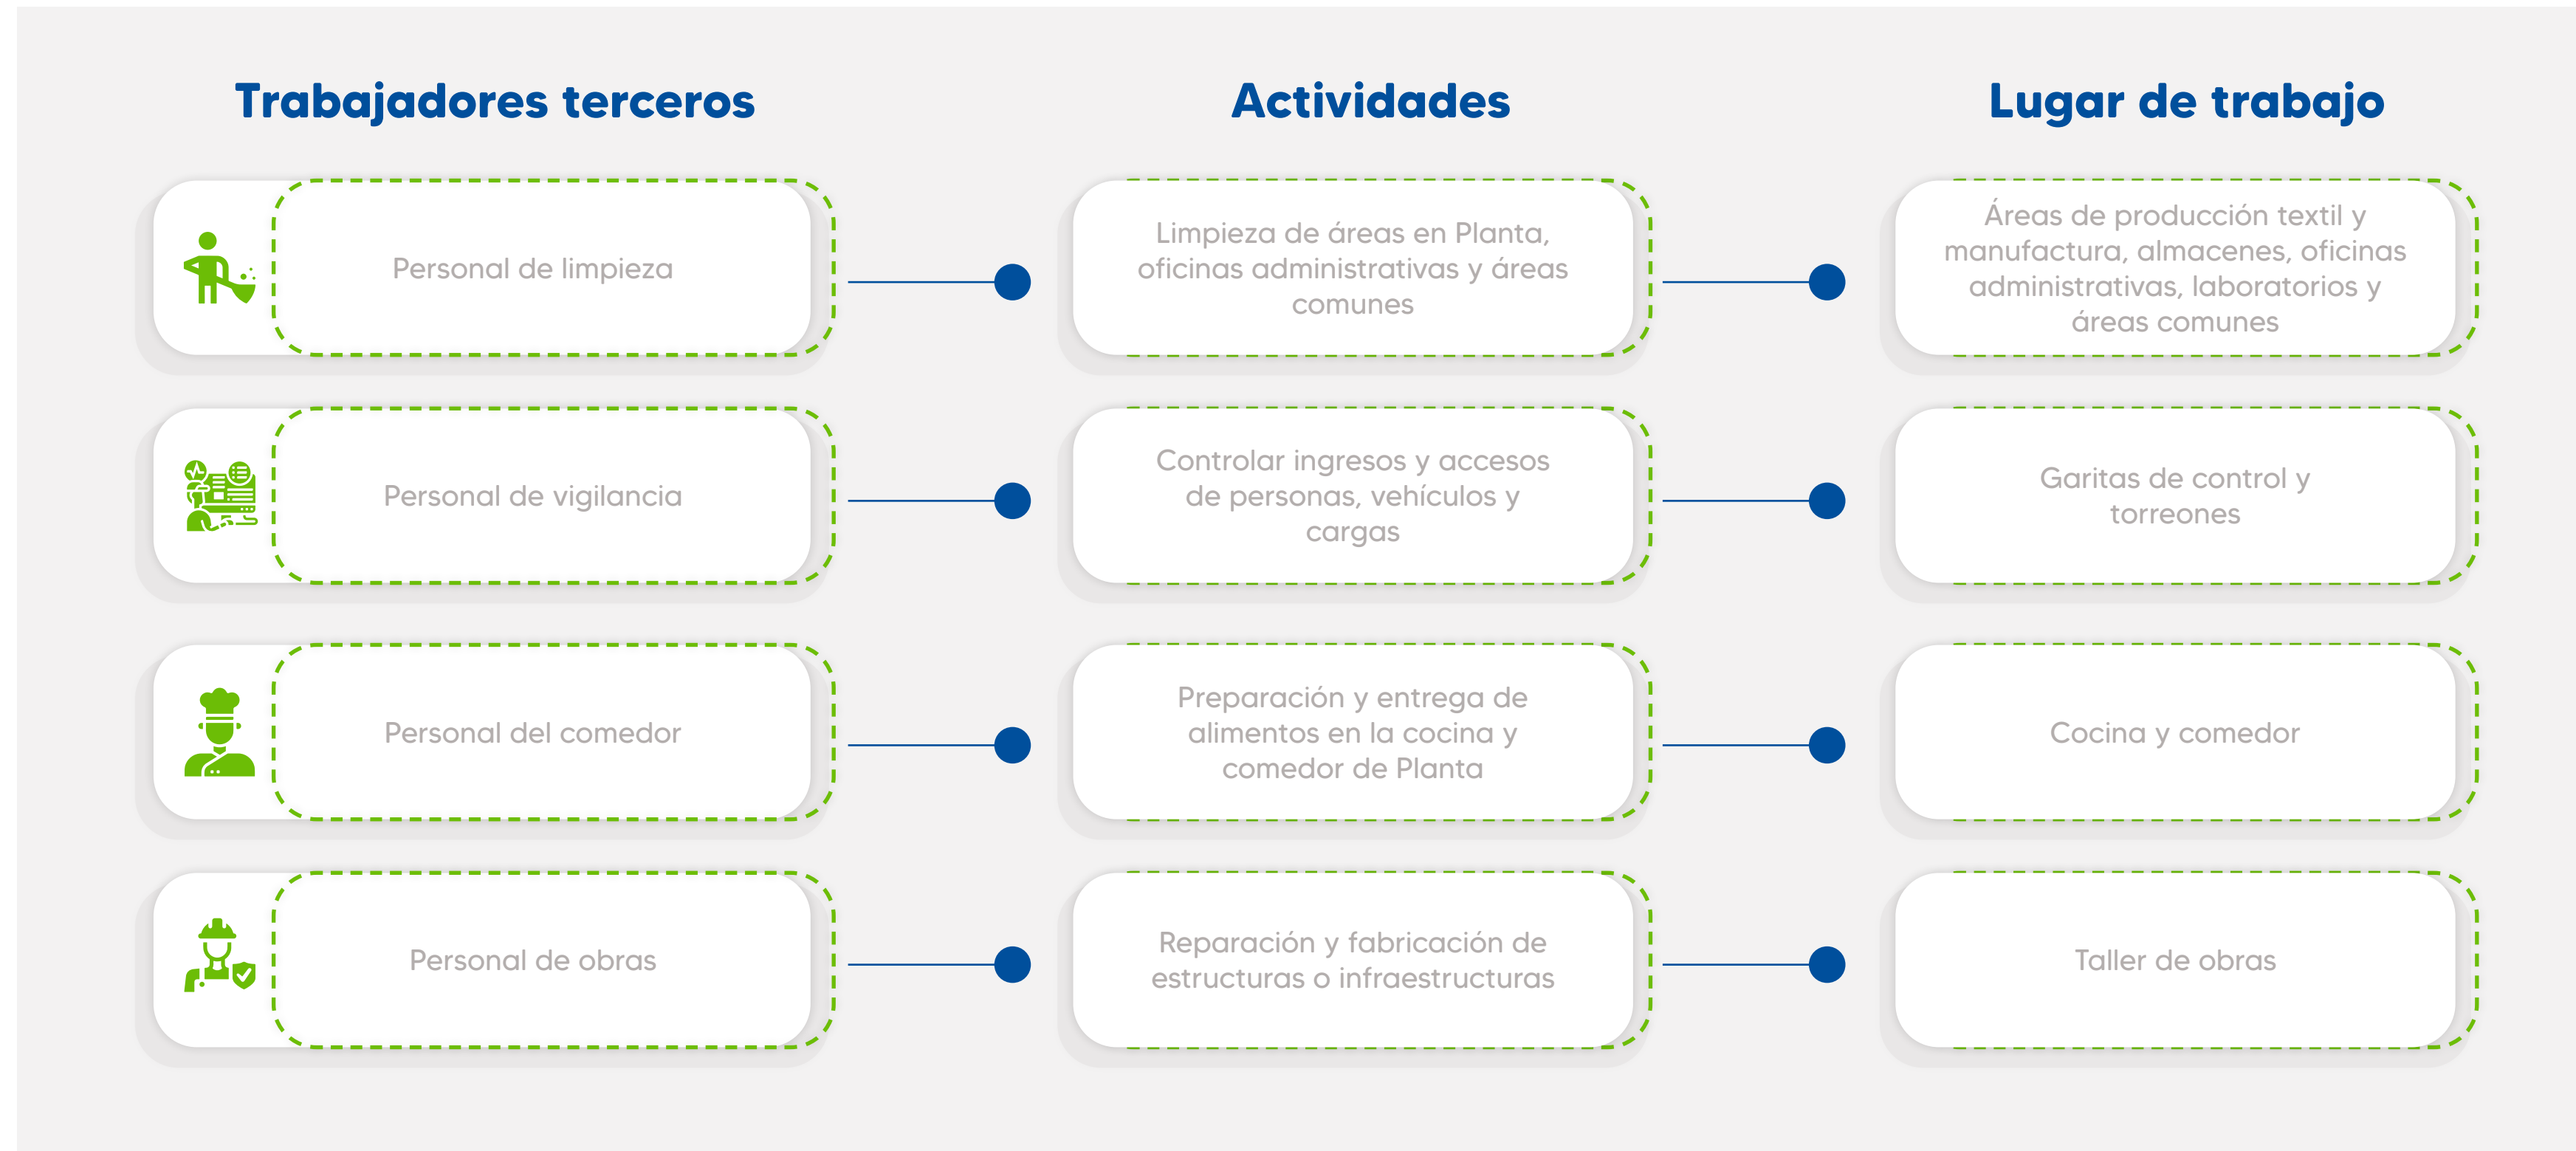 Trabajadores terceros
Actividades
Lugar de trabajo
Personal de limpieza
Limpieza de áreas en Planta,
oficinas administrativas y áreas
comunes
Áreas de producción textil y
manufactura, almacenes, oficinas
administrativas, laboratorios y
áreas comunes
Personal de vigilancia
Controlar ingresos y accesos
de personas, vehículos y
cargas
Garitas de control y
torreones
Personal del comedor
Preparación y entrega de
alimentos en la cocina y
comedor de Planta
Cocina y comedor
Personal de obras
Reparación y fabricación de
estructuras o infraestructuras
Taller de obras